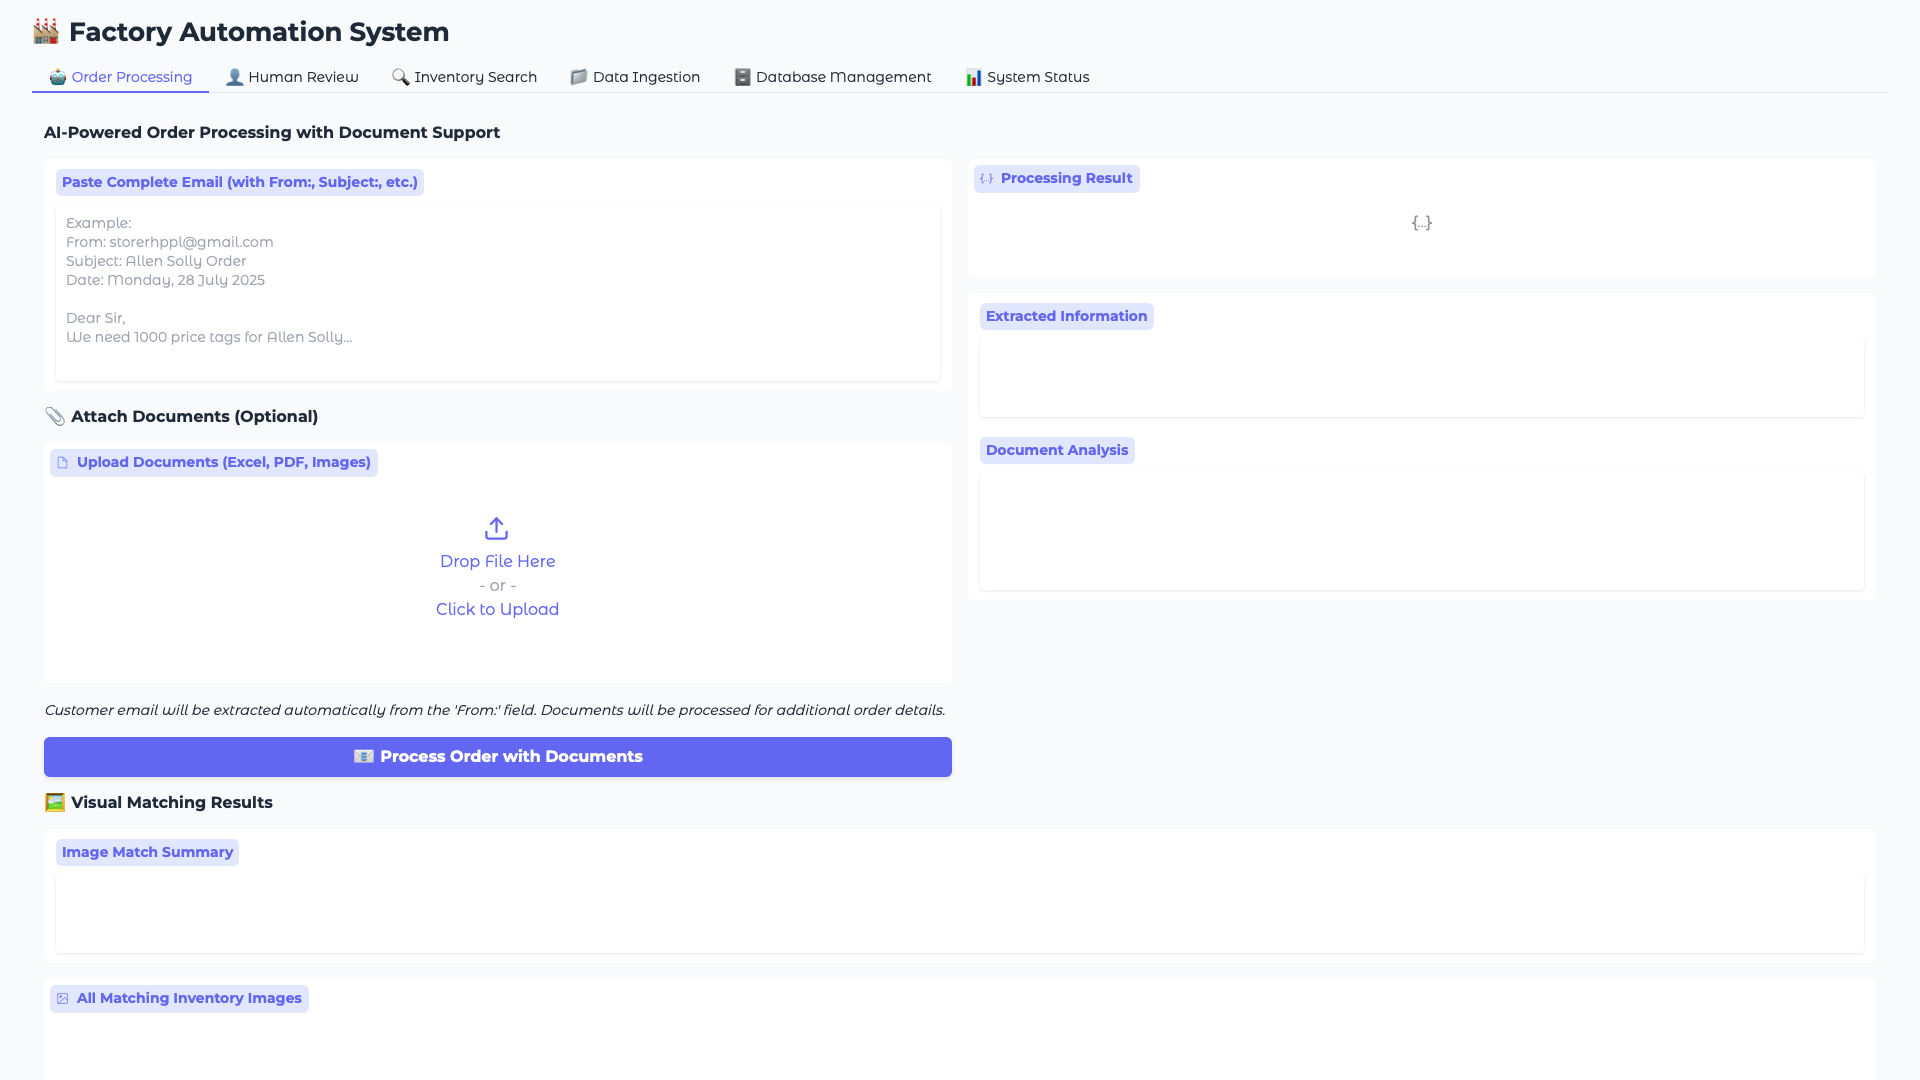 Factory Automation System
Order Processing
Human Review
Inventory Search
Data Ingestion
Database Management
System Status
AI-Powered Order Processing with Document Support
Paste Complete Email (with From:, Subject:, etc.)
Example:
From: storerhppl@gmail.com
Subject: Allen Solly Order
Date: Monday, 28 July 2025
Dear Sir,
We need 1000 price tags for Allen Solly...
Attach Documents (Optional)
Upload Documents (Excel, PDF, Images)
Drop File Here
- or -
Click to Upload
Customer email will be extracted automatically from the 'From:' field. Documents will be processed for additional order details.
Process Order with Documents
{..} Processing Result
{...}
Extracted Information
Document Analysis
Visual Matching Results
Image Match Summary
All Matching Inventory Images